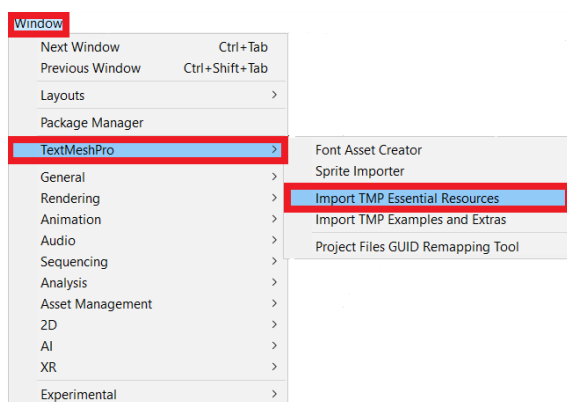 Window
Next Window Ctrl+Tab
Previous Window Ctrl+Shift+Tab
Layouts >
Package Manager
TextMeshPro >
General >
Rendering >
Animation >
Audio >
Sequencing >
Analysis >
Asset Management >
2D >
AI >
XR >
Experimental >
Font Asset Creator
Sprite Importer
Import TMP Essential Resources
Import TMP Examples and Extras
Project Files GUID Remapping Tool